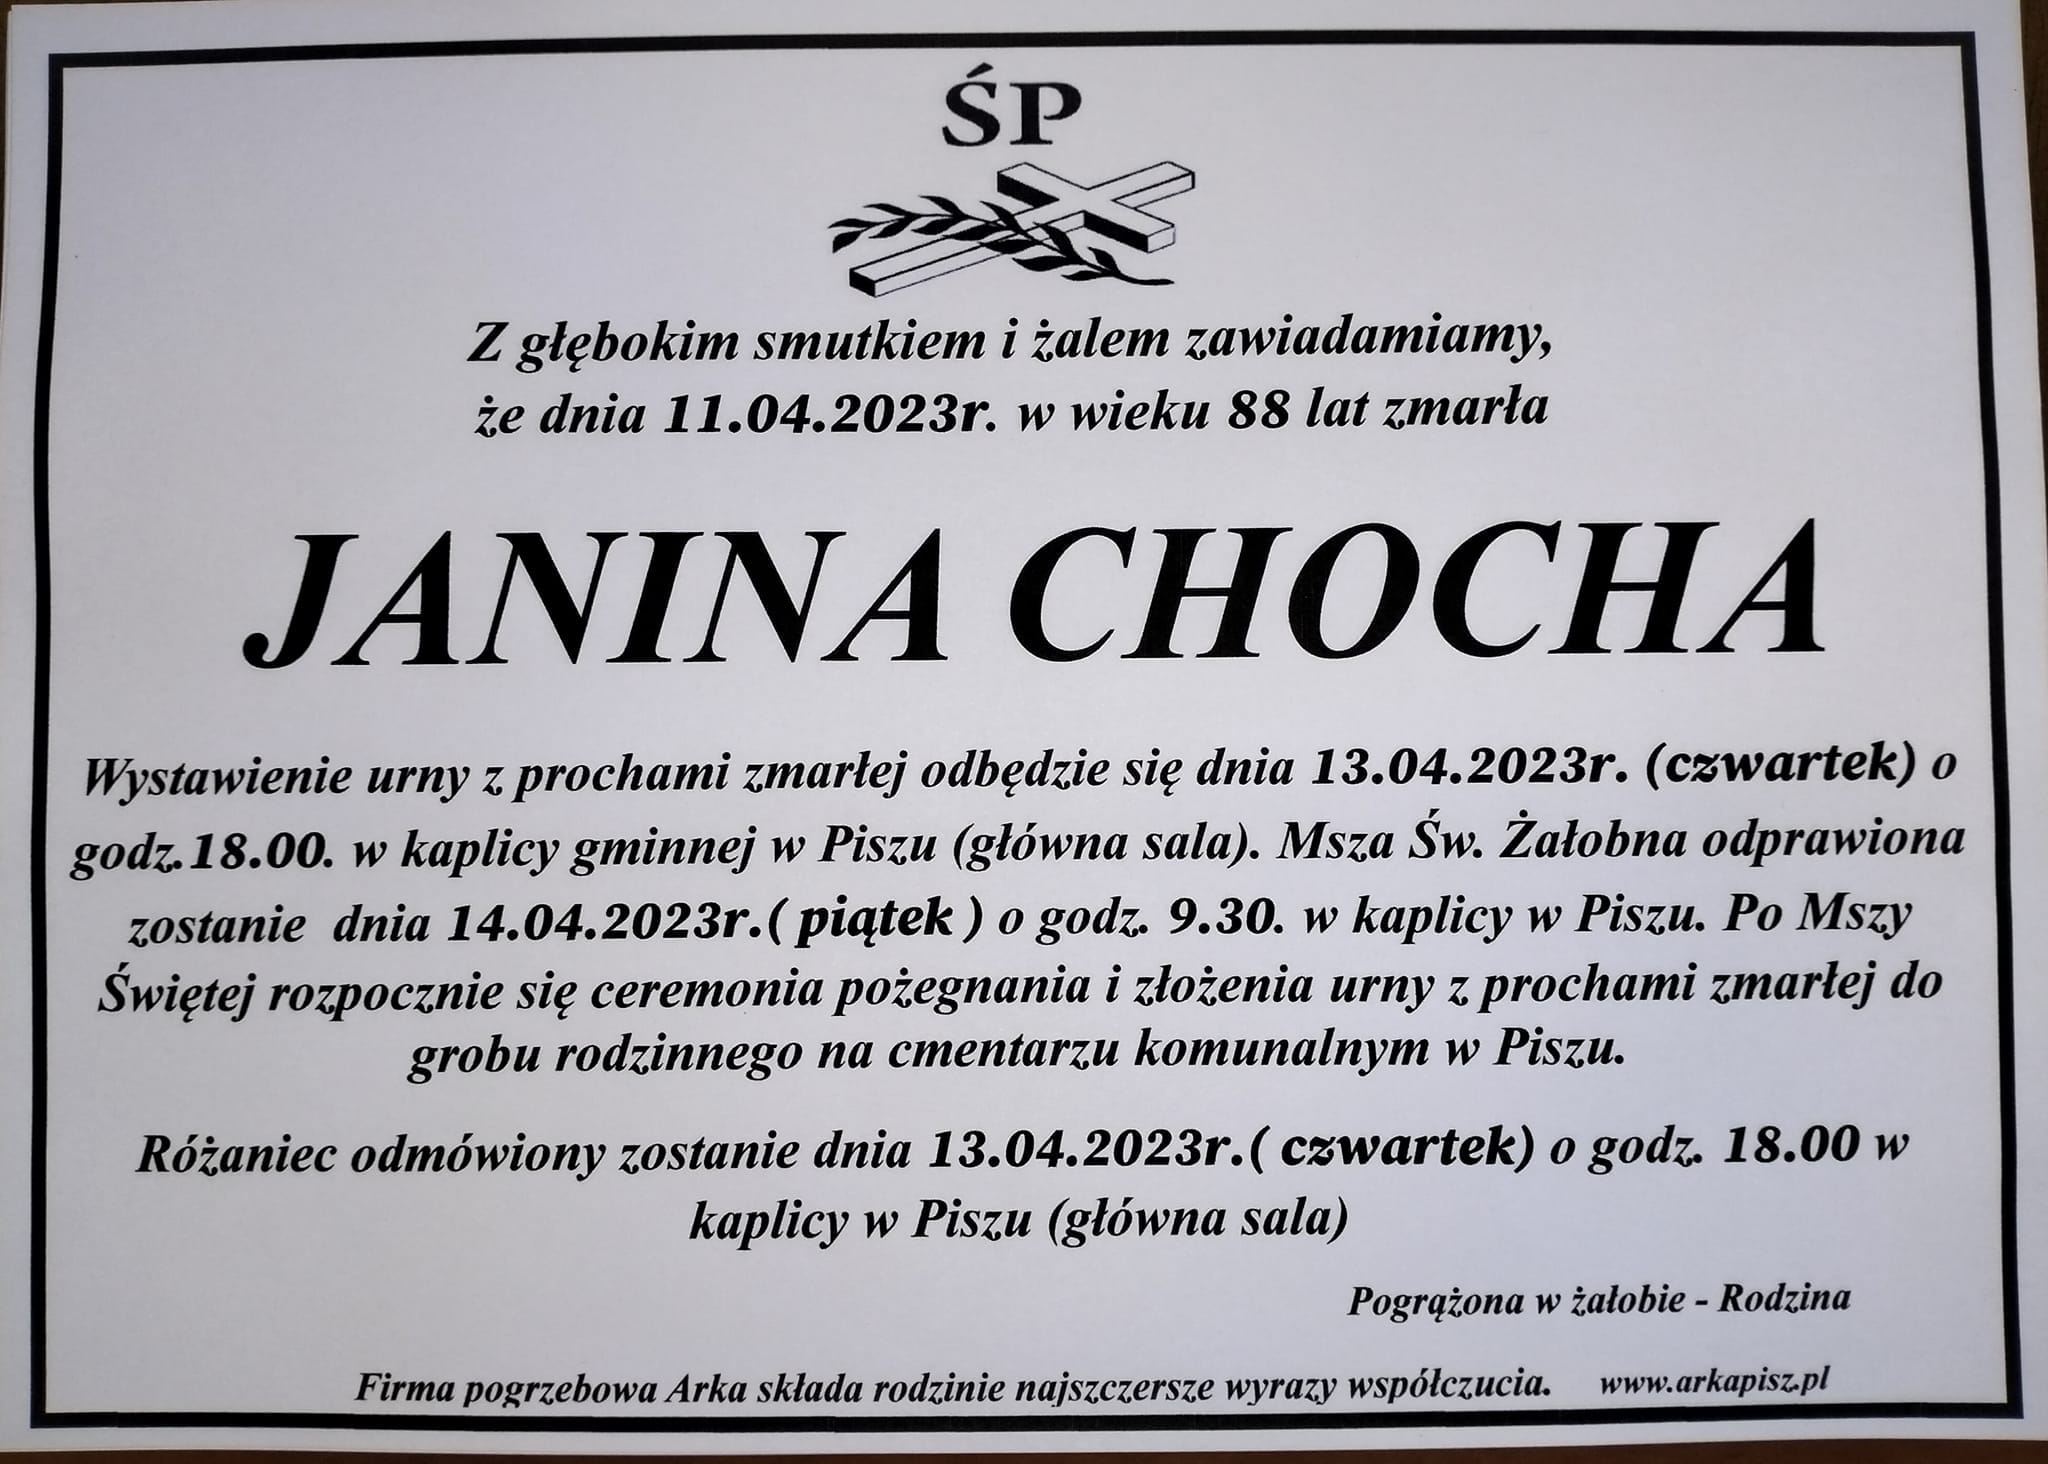 ŚP
Z głębokim smutkiem i żalem zawiadamiamy,
że dnia 11.04.2023r. w wieku 88 lat zmarła
JANINA CHOCHA
Wystawienie urny z prochami zmarłej odbędzie się dnia 13.04.2023r. (czwartek) o
godz.18.00. w kaplicy gminnej w Piszu (główna sala). Msza Św. Żałobna odprawiona
zostanie dnia 14.04.2023r.( piątek ) o godz. 9.30. w kaplicy w Piszu. Po Mszy
Świętej rozpocznie się ceremonia pożegnania i złożenia urny z prochami zmarłej do
grobu rodzinnego na cmentarzu komunalnym w Piszu.
Różaniec odmówiony zostanie dnia 13.04.2023r.( czwartek) o godz. 18.00 w
kaplicy w Piszu (główna sala)
Pogrążona w żałobie - Rodzina
Firma pogrzebowa Arka składa rodzinie najszczersze wyrazy współczucia. www.arkapisz.pl